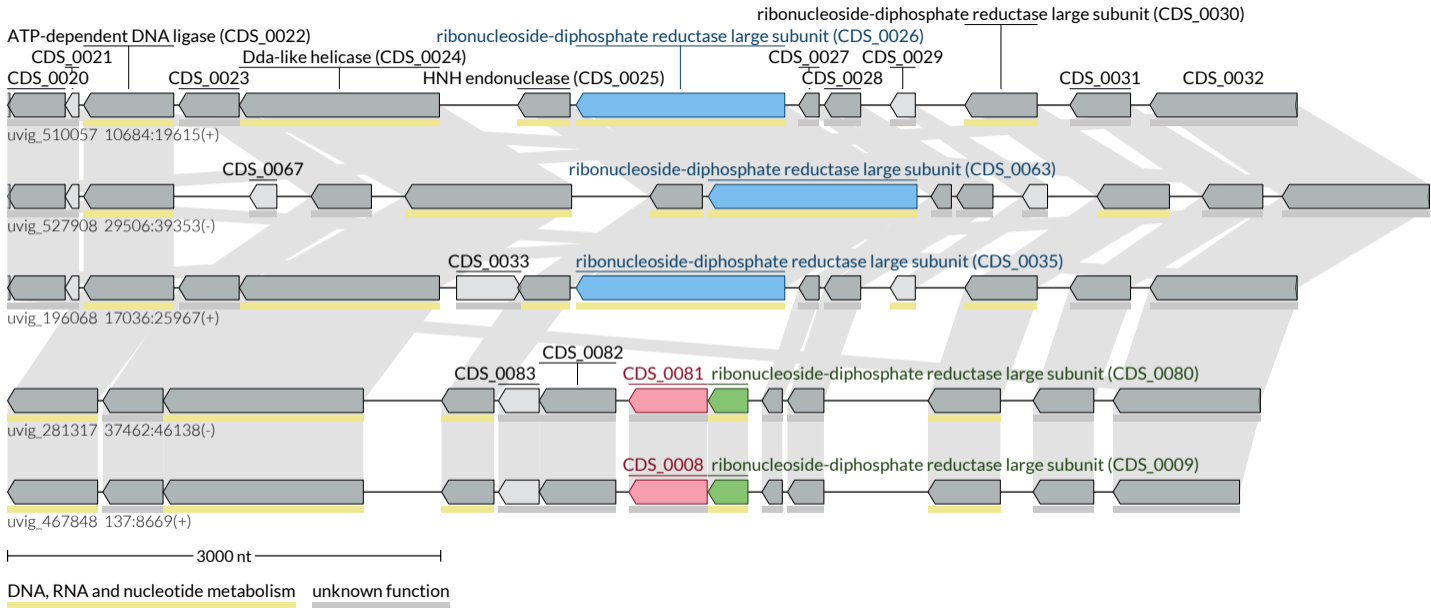 ribonucleoside-diphosphate reductase large subunit (CDS_0030)
ATP-dependent DNA ligase (CDS_0022)
ribonucleoside-diphosphate reductase large subunit (CDS_0026)
CDS_0021
Dda-like helicase (CDS_0024)
CDS_0027
CDS_0029
CDS_0020
CDS_0023
HNH endonuclease (CDS_0025)
CDS_0028
CDS_0031
CDS_0032
uvig_510057 10684:19615(+)
CDS_0067
ribonucleoside-diphosphate reductase large subunit (CDS_0063)
uvig_527908 29506:39353(-)
CDS_0033
ribonucleoside-diphosphate reductase large subunit (CDS_0035)
uvig_196068 17036:25967(+)
CDS_0082
CDS_0083
CDS_0081
ribonucleoside-diphosphate reductase large subunit (CDS_0080)
uvig_281317 37462:46138(-)
CDS_0008
ribonucleoside-diphosphate reductase large subunit (CDS_0009)
uvig_467848 137:8669(+)
3000 nt
DNA, RNA and nucleotide metabolism
unknown function